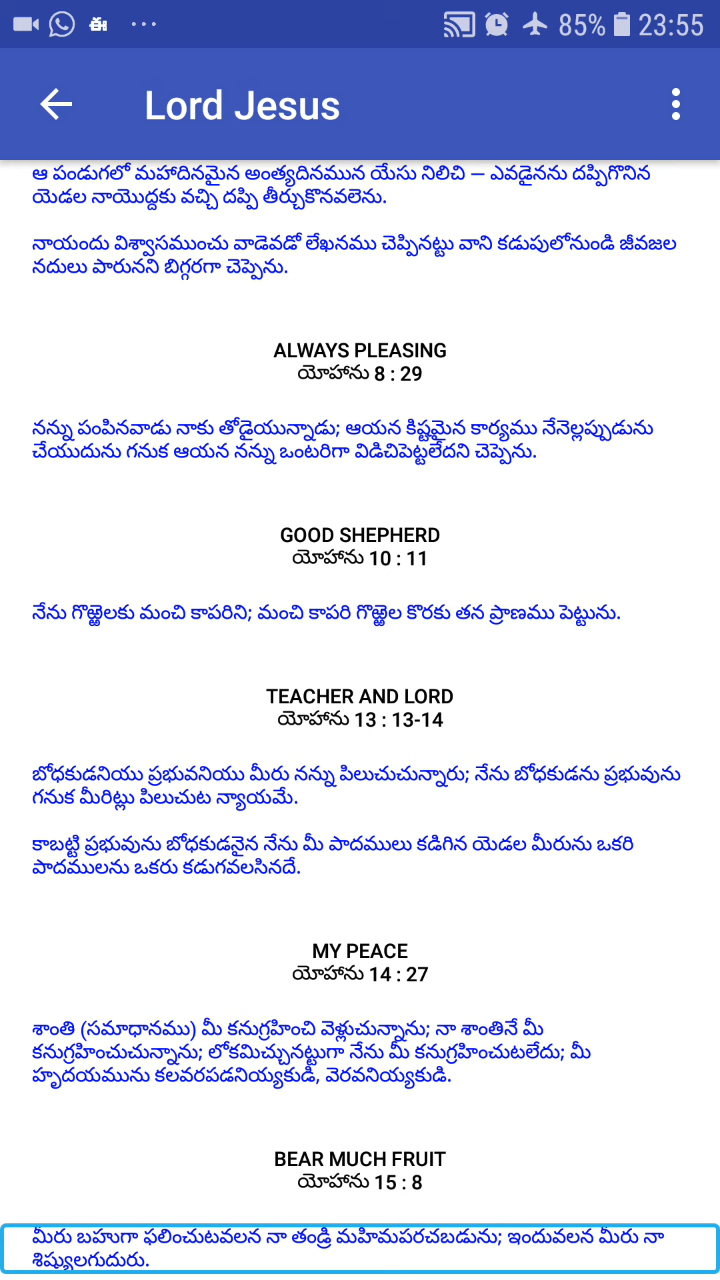 85% 23:55
Lord Jesus
ఆ పండుగలో మహాదినమైన అంత్యదినమున యేసు నిలిచి – ఎవడైనను దప్పిగొనిన
యెడల నాయొద్దకు వచ్చి దప్పి తీర్చుకొనవలెను.
నాయందు విశ్వాసముంచు వాడెవడో లేఖనము చెప్పినట్టు వాని కడుపులోనుండి జీవజల
నదులు పారునని బిగ్గరగా చెప్పెను.
ALWAYS PLEASING
యోహాను 8 : 29
నన్ను పంపినవాడు నాకు తోడైయున్నాడు; ఆయన కిష్టమైన కార్యము నేనెల్లప్పుడును
చేయుదును గనుక ఆయన నన్ను ఒంటరిగా విడిచిపెట్టలేదని చెప్పెను.
GOOD SHEPHERD
యోహాను 10 : 11
నేను గొఱ్ఱెలకు మంచి కాపరిని; మంచి కాపరి గొఱ్ఱెల కొరకు తన ప్రాణము పెట్టును.
TEACHER AND LORD
యోహాను 13 : 13-14
బోధకుడనియు ప్రభువనియు మీరు నన్ను పిలుచుచున్నారు; నేను బోధకుడను ప్రభువును
గనుక మీరిట్లు పిలుచుట న్యాయమే.
కాబట్టి ప్రభువును బోధకుడనైన నేను మీ పాదములు కడిగిన యెడల మీరును ఒకరి
పాదములను ఒకరు కడుగవలసినదే.
MY PEACE
యోహాను 14 : 27
శాంతి (సమాధానము) మీ కనుగ్రహించి వెళ్లుచున్నాను; నా శాంతినే మీ
కనుగ్రహించుచున్నాను; లోకమిచ్చునట్టుగా నేను మీ కనుగ్రహించుటలేదు; మీ
హృదయమును కలవరపడనియ్యకుడి, వెరవనియ్యకుడి.
BEAR MUCH FRUIT
యోహాను 15 : 8
మీరు బహుగా ఫలించుటవలన నా తండ్రి మహిమపరచబడును; ఇందువలన మీరు నా
శిష్యులగుదురు.